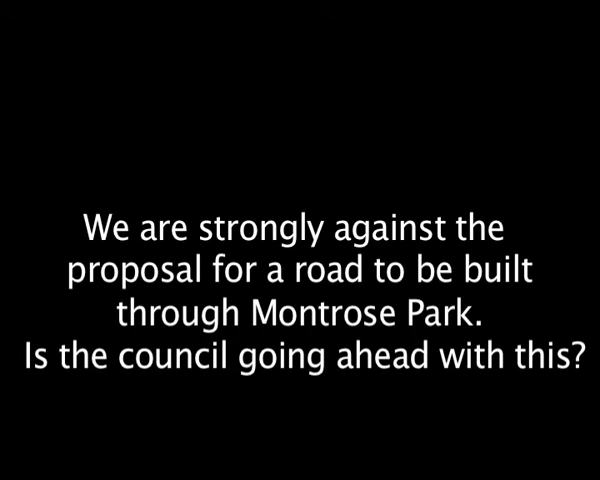 We are strongly against the
proposal for a road to be built
through Montrose Park.
Is the council going ahead with this?